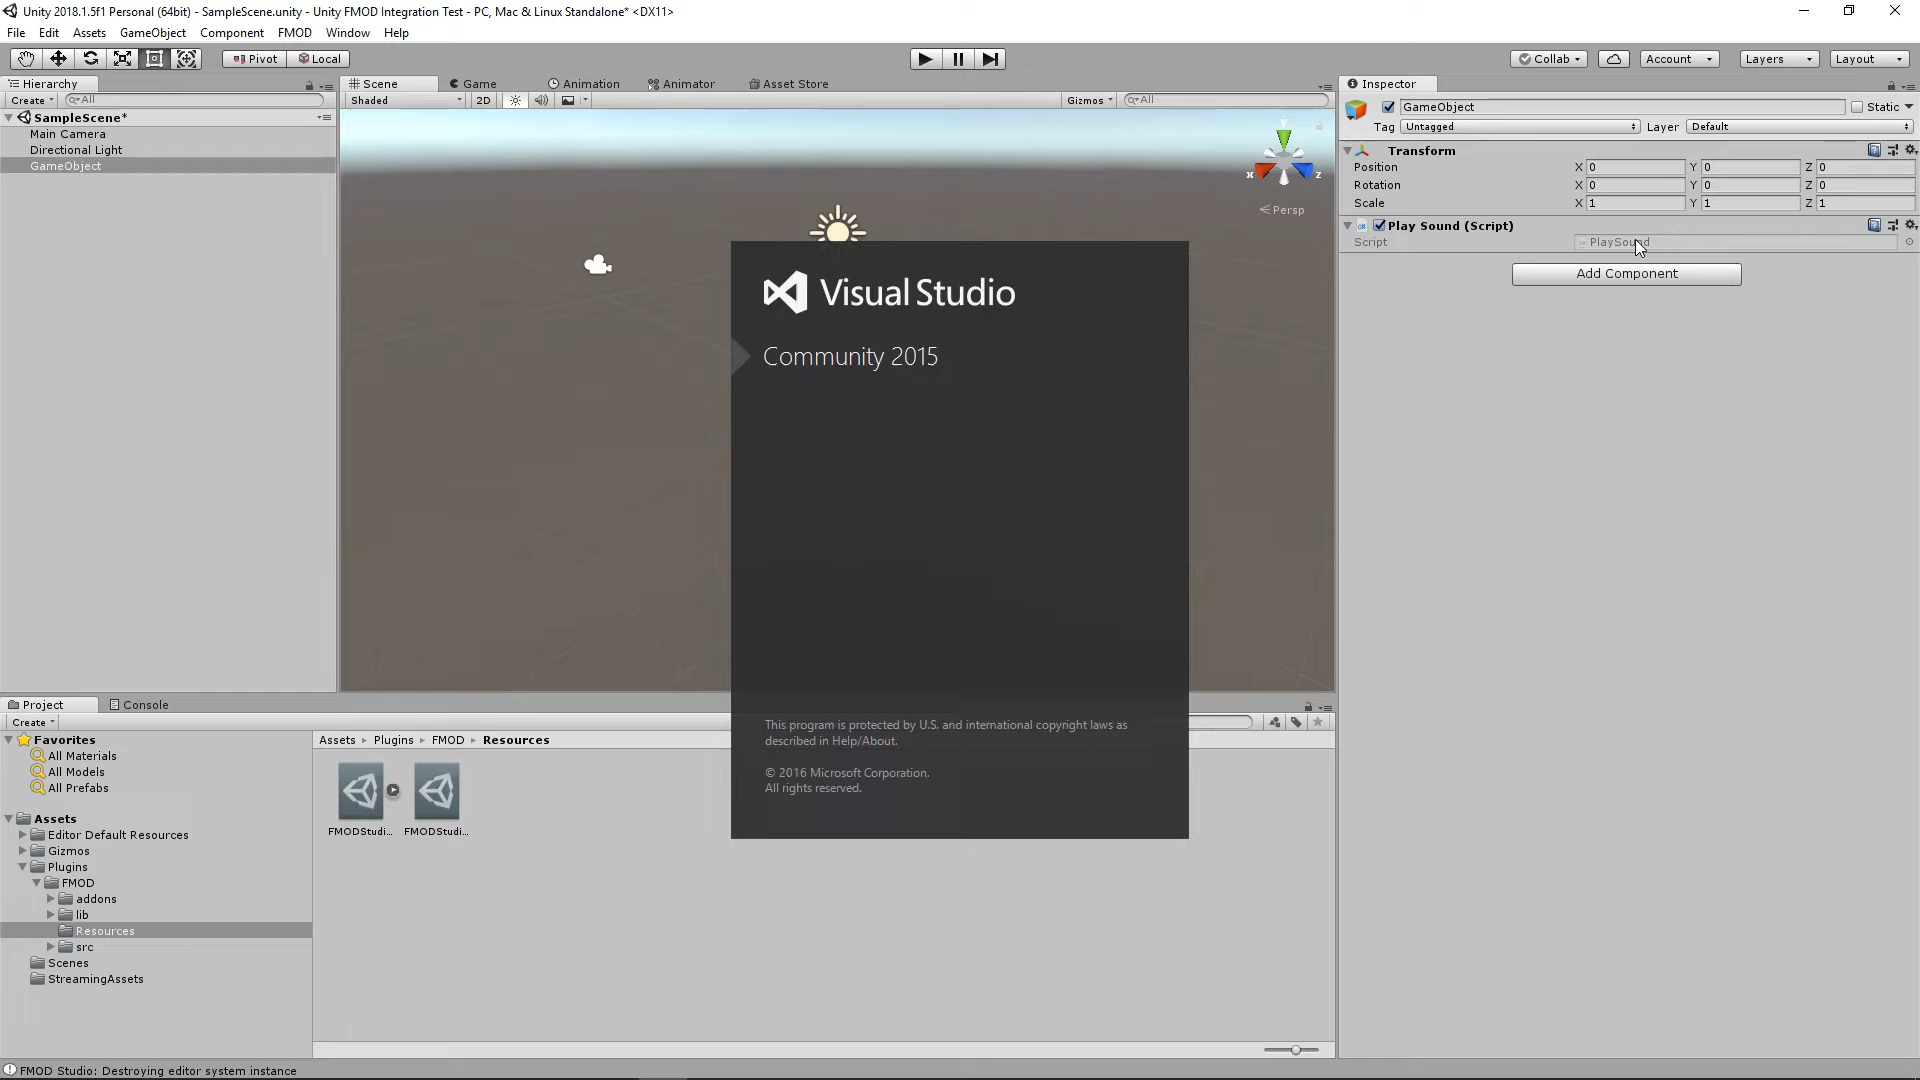 Unity 2018.1.5f1 Personal (64bit) - SampleScene.unity - Unity FMOD Integration Test - PC, Mac & Linux Standalone* <DX11>
File Edit Assets GameObject Component FMOD Window Help
Pivot Local Collab Account Layers Layout
Hierarchy
Create All
SampleScene*
Main Camera
Directional Light
GameObject
Scene Game Animation Animator Asset Store
Shaded 2D Gizmos All
y
x z
Persp
Visual Studio
Community 2015
This program is protected by U.S. and international copyright laws as
described in Help/About.
© 2016 Microsoft Corporation.
All rights reserved.
Inspector
GameObject Static
Tag Untagged Layer Default
Transform
Position X 0 Y 0 Z 0
Rotation X 0 Y 0 Z 0
Scale X 1 Y 1 Z 1
Play Sound (Script)
Script PlaySound
Add Component
Project Console
Create
Favorites
All Materials
All Models
All Prefabs
Assets
Editor Default Resources
Gizmos
Plugins
FMOD
addons
lib
Resources
src
Scenes
StreamingAssets
Assets Plugins FMOD Resources
FMODStudi... FMODStudi...
FMOD Studio: Destroying editor system instance